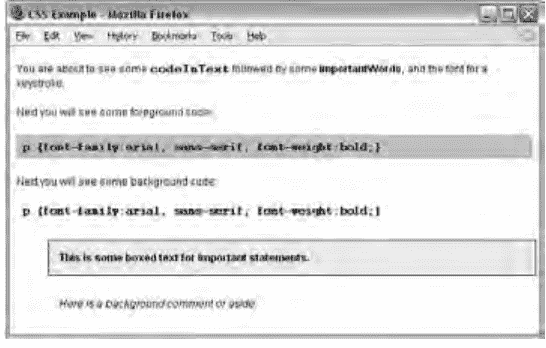 CSS Example - Mozilla Firefox
File Edit View History Bookmarks Tools Help
You are about to see some codeInText followed by some importantWords, and the font for a
keystroke.
Next you will see some foreground code:
p {font-family:arial, sans-serif; font-weight:bold;}
Next you will see some background code:
p {font-family:arial, sans-serif; font-weight:bold;}
This is some boxed text for important statements.
Here is a background comment or aside.